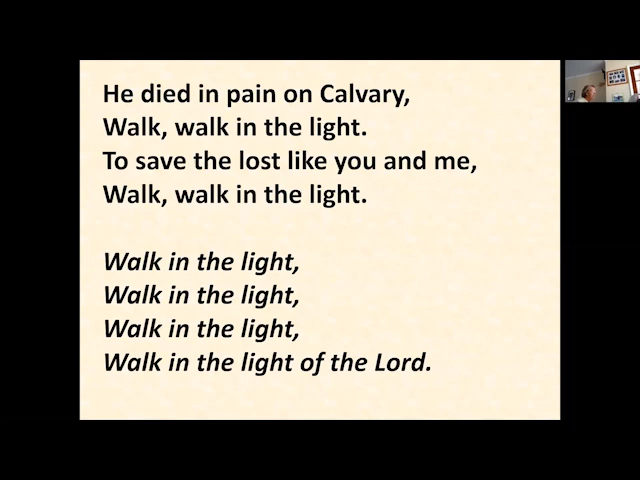 He died in pain on Calvary,
Walk, walk in the light.
To save the lost like you and me,
Walk, walk in the light.
Walk in the light,
Walk in the light,
Walk in the light,
Walk in the light of the Lord.